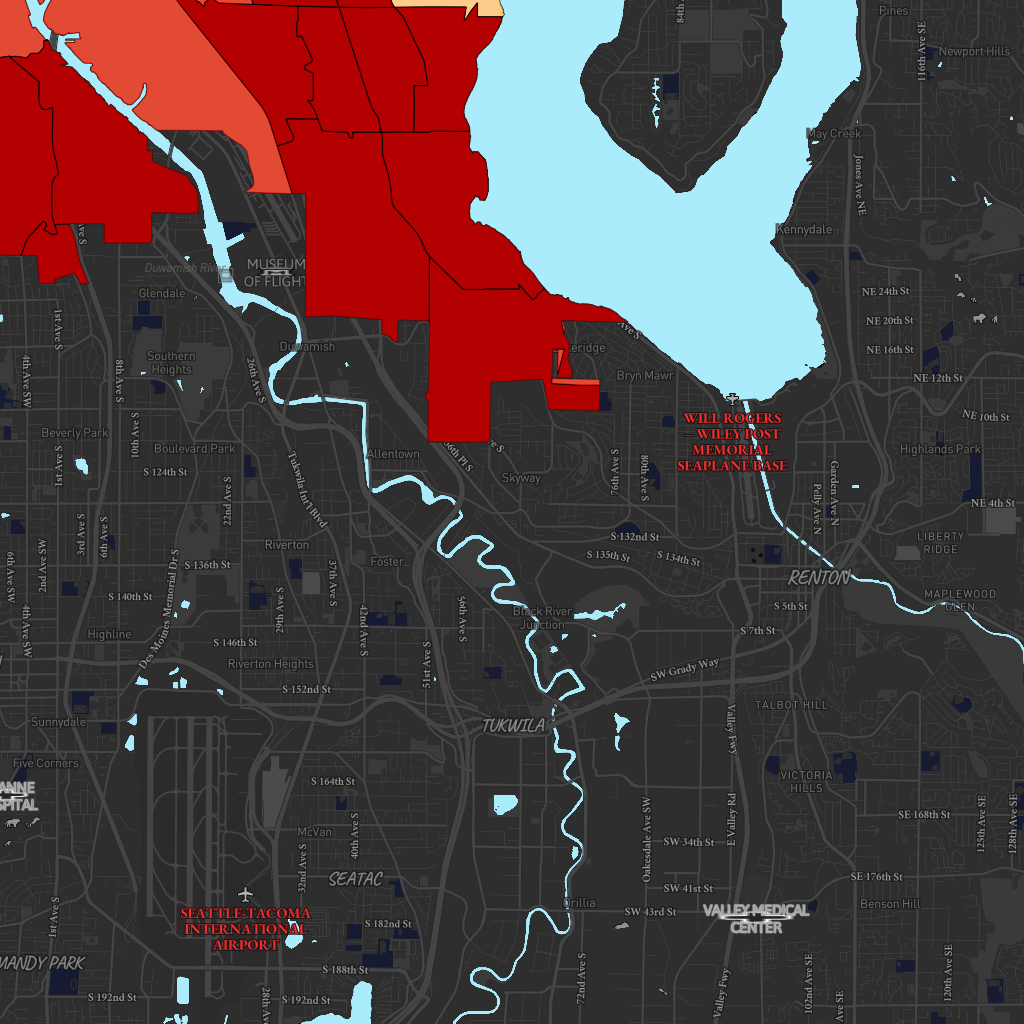 84th
Pines
116th Ave SE
Newport Hills
May Creek
Jones Ave NE
Ave S
Kennydale
Duwamish River
MUSEUM
OF FLIGHT
Glendale
NE 24th St
NE 20th St
NE 16th St
NE 12th St
NE 10th St
1st Ave S
8th Ave S
26th Ave S
Duwamish
Ave S
eridge
Southern
Heights
4th Ave SW
Bryn Mawr
WILL ROGERS
WILEY POST
MEMORIAL
SEAPLANE BASE
Beverly Park
10th Ave S
Boulevard Park
S 124th St
1st Ave S
Allentown
56th Pl S
e S
Skyway
76th Ave S
80th Ave S
Pelly Ave N
Garden Ave N
Highlands Park
NE 4th St
22nd Ave S
Tukwila Int'l Blvd
3rd Ave S
6th Ave S
2nd Ave SW
9th Ave SW
Riverton
S 136th St
37th Ave S
Foster
S 132nd St
S 135th St
S 134th St
LIBERTY
RIDGE
RENTON
MAPLEWOOD
GLEN
S 140th St
4th Ave SW
Highline
Des Moines Memorial Dr S
29th Ave S
42nd Ave S
56th Ave S
51st Ave S
Black River
Junction
S 5th St
S 7th St
S 146th St
Riverton Heights
S 152nd St
SW Grady Way
TALBOT HILL
Sunnydale
TUKWILA
Valley Fwy
Five Corners
ANNE
SPITAL
S 164th St
VICTORIA
HILLS
McVan
40th Ave S
32nd Ave S
Oakesdale Ave SW
E Valley Rd
SW 34th St
SE 168th St
125th Ave SE
128th Ave SE
SEATAC
SW 41st St
SE 176th St
SEATTLE-TACOMA
INTERNATIONAL
AIRPORT
1st Ave S
S 182nd St
Orillia
SW 43rd St
VALLEY MEDICAL
CENTER
Benson Hill
MANDY PARK
S 188th St
S 192nd St
S 192nd St
28th Ave
72nd Ave S
Valley Fwy
102nd Ave SE
Ave SE
120th Ave SE